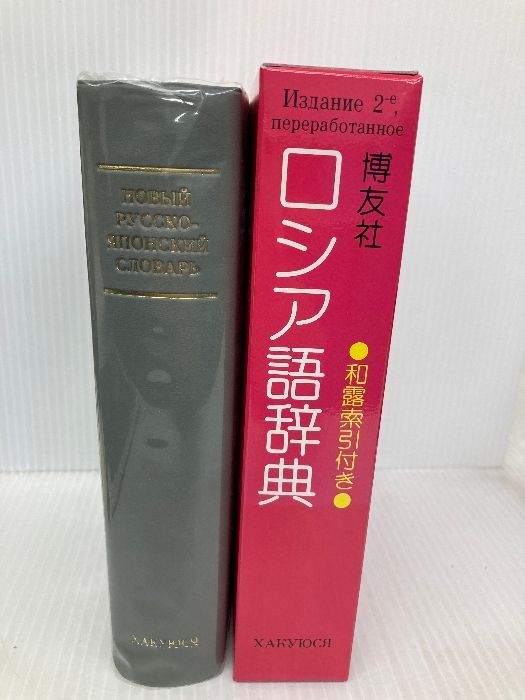 НОВЫЙ
РУССКО-
ЯПОНСКИЙ
СЛОВАРЬ
ХАКУЮСЯ
Издание 2-е,
переработанное
博友社
ロシア語辞典
●和露索引付き●
ХАКУЮСЯ